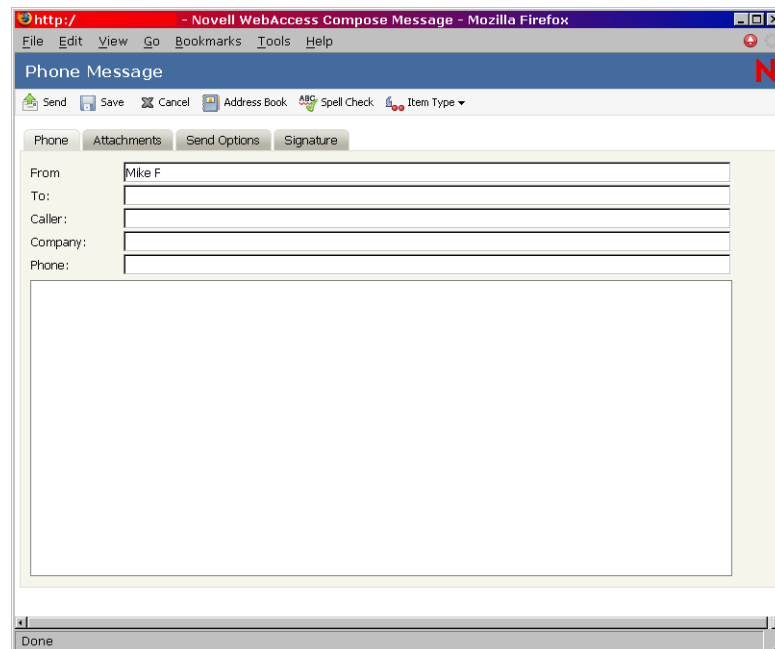 http:/ - Novell WebAccess Compose Message - Mozilla Firefox
File Edit View Go Bookmarks Tools Help
Phone Message N
Send Save Cancel Address Book ABC Spell Check Item Type
Phone Attachments Send Options Signature
From Mike F
To:
Caller:
Company:
Phone:
Done